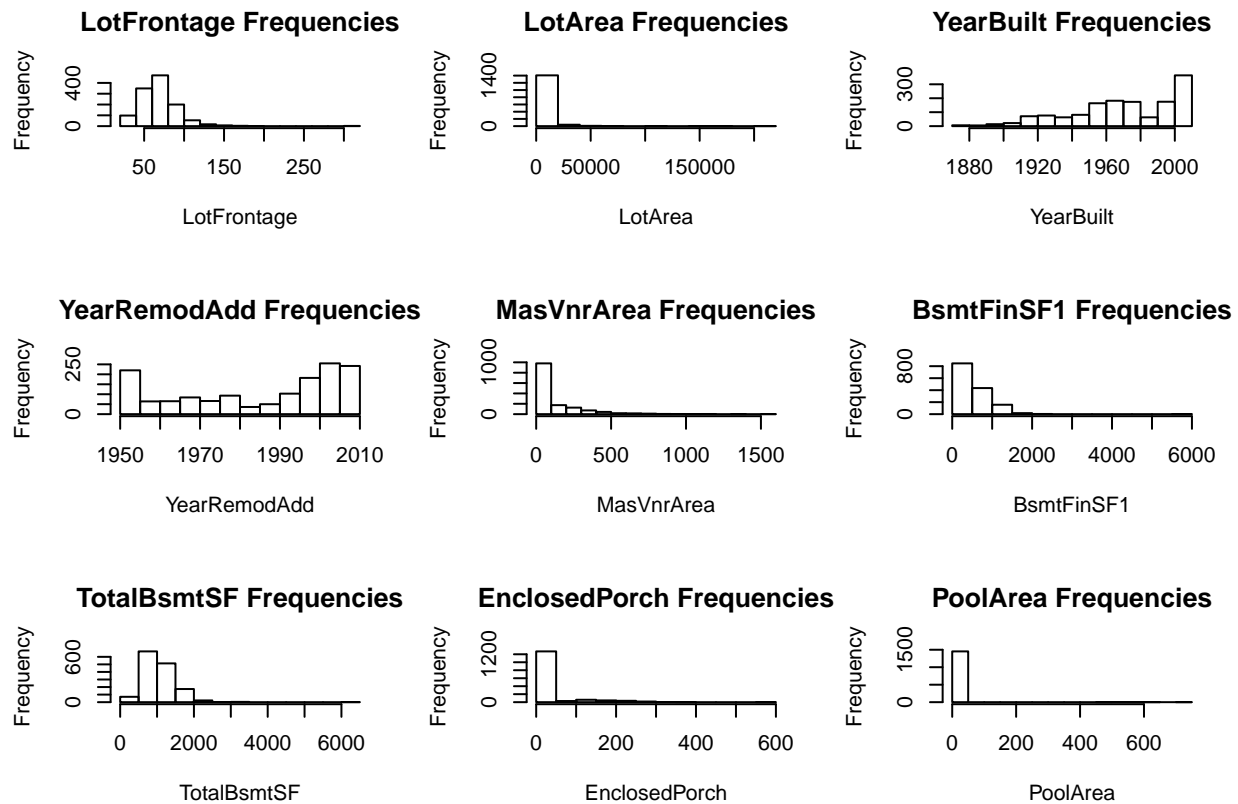 LotFrontage Frequencies
Frequency
0
400
50
150
250
LotFrontage
LotArea Frequencies
Frequency
0
1400
0
50000
150000
LotArea
YearBuilt Frequencies
Frequency
0
300
1880
1920
1960
2000
YearBuilt
YearRemodAdd Frequencies
Frequency
0
250
1950
1970
1990
2010
YearRemodAdd
MasVnrArea Frequencies
Frequency
0
1000
0
500
1000
1500
MasVnrArea
BsmtFinSF1 Frequencies
Frequency
0
800
0
2000
4000
6000
BsmtFinSF1
TotalBsmtSF Frequencies
Frequency
0
600
0
2000
4000
6000
TotalBsmtSF
EnclosedPorch Frequencies
Frequency
0
1200
0
200
400
600
EnclosedPorch
PoolArea Frequencies
Frequency
0
1500
0
200
400
600
PoolArea